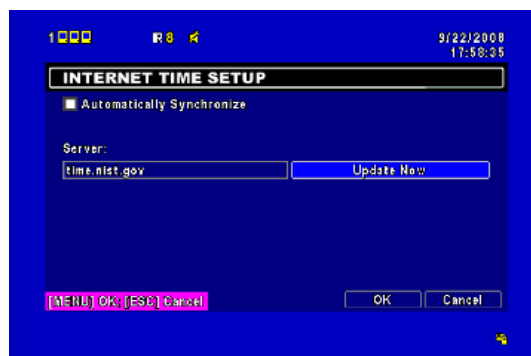 1 R 8 9/22/2008
17:58:35
INTERNET TIME SETUP
Automatically Synchronize
Server:
time.nist.gov Update Now
[MENU] OK; [ESC] Cancel OK Cancel